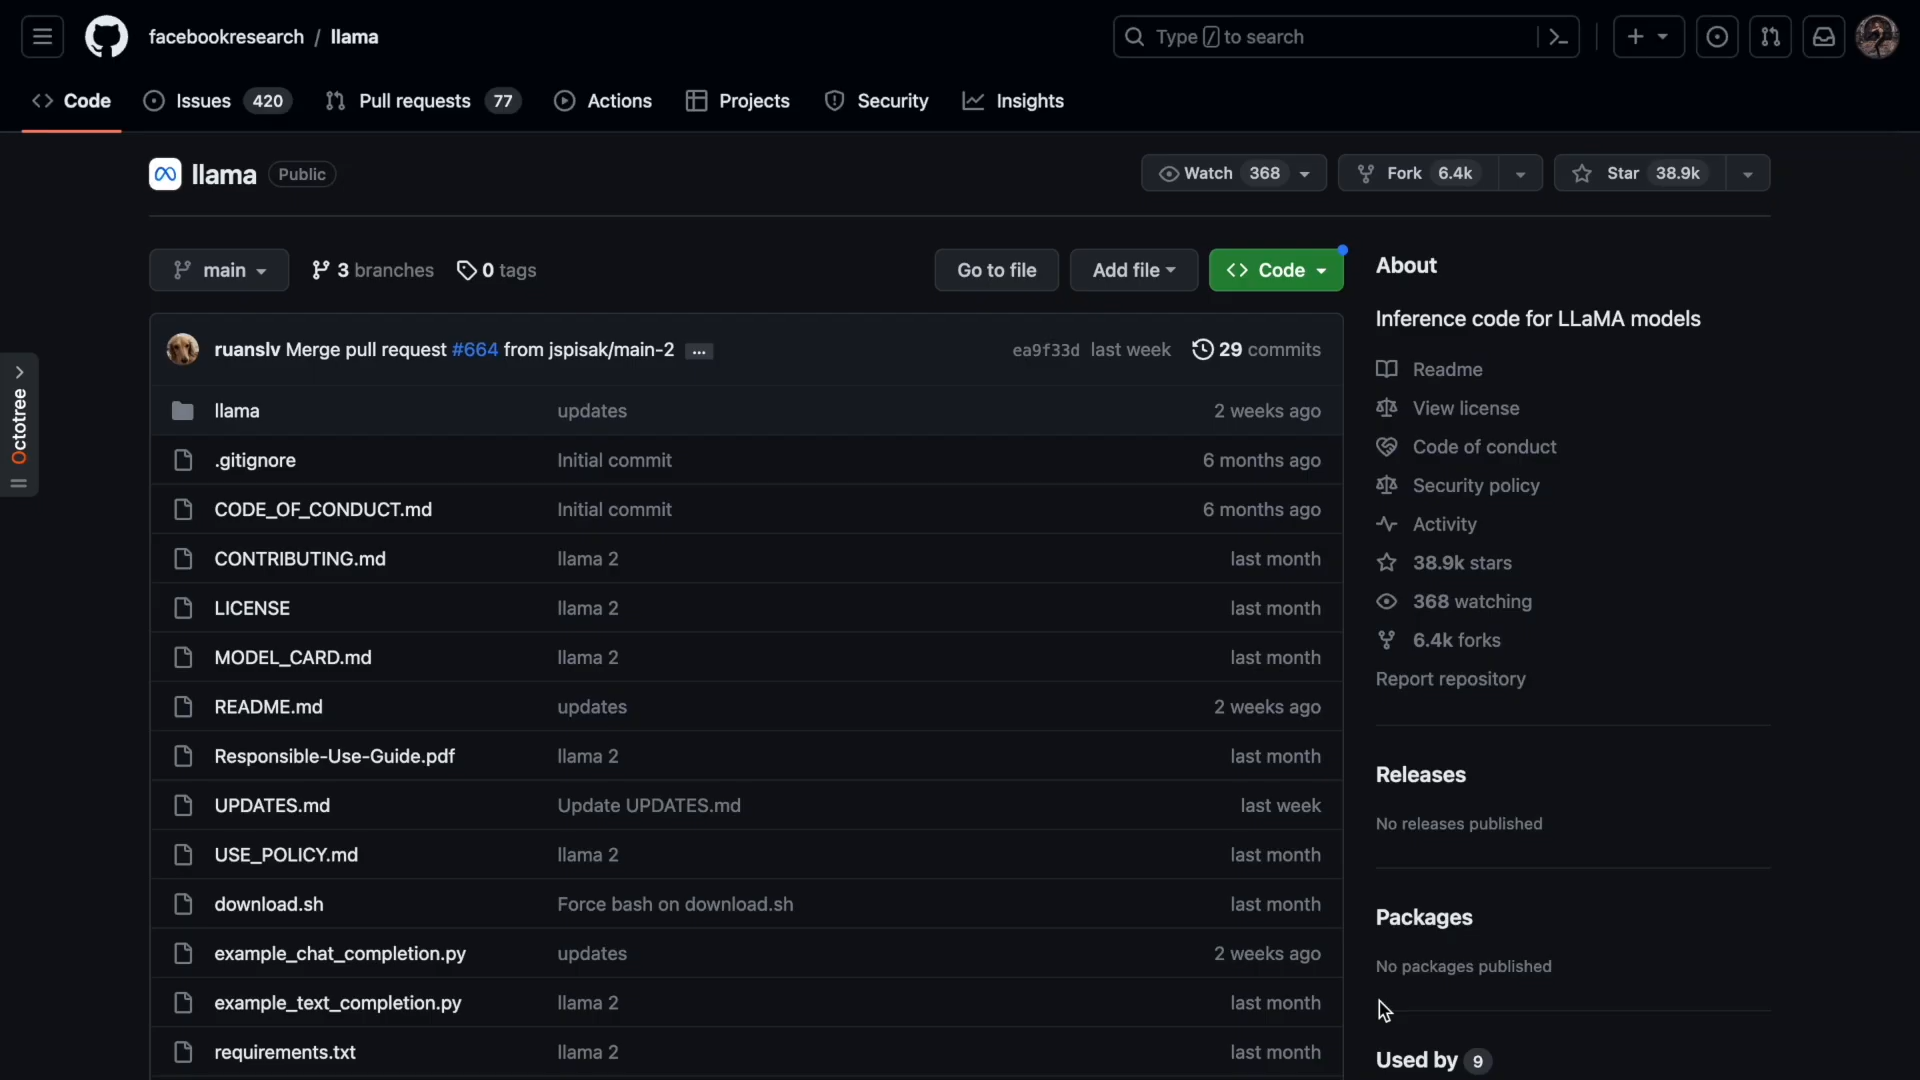 facebookresearch / llama
Type / to search
Code Issues 420 Pull requests 77 Actions Projects Security Insights
llama Public
Watch 368 Fork 6.4k Star 38.9k
main 3 branches 0 tags Go to file Add file Code
ruanslv Merge pull request #664 from jspisak/main-2 ... ea9f33d last week 29 commits
llama updates 2 weeks ago
.gitignore Initial commit 6 months ago
CODE_OF_CONDUCT.md Initial commit 6 months ago
CONTRIBUTING.md llama 2 last month
LICENSE llama 2 last month
MODEL_CARD.md llama 2 last month
README.md updates 2 weeks ago
Responsible-Use-Guide.pdf llama 2 last month
UPDATES.md Update UPDATES.md last week
USE_POLICY.md llama 2 last month
download.sh Force bash on download.sh last month
example_chat_completion.py updates 2 weeks ago
example_text_completion.py llama 2 last month
requirements.txt llama 2 last month
About
Inference code for LLaMA models
Readme
View license
Code of conduct
Security policy
Activity
38.9k stars
368 watching
6.4k forks
Report repository
Releases
No releases published
Packages
No packages published
Used by 9
Octotree